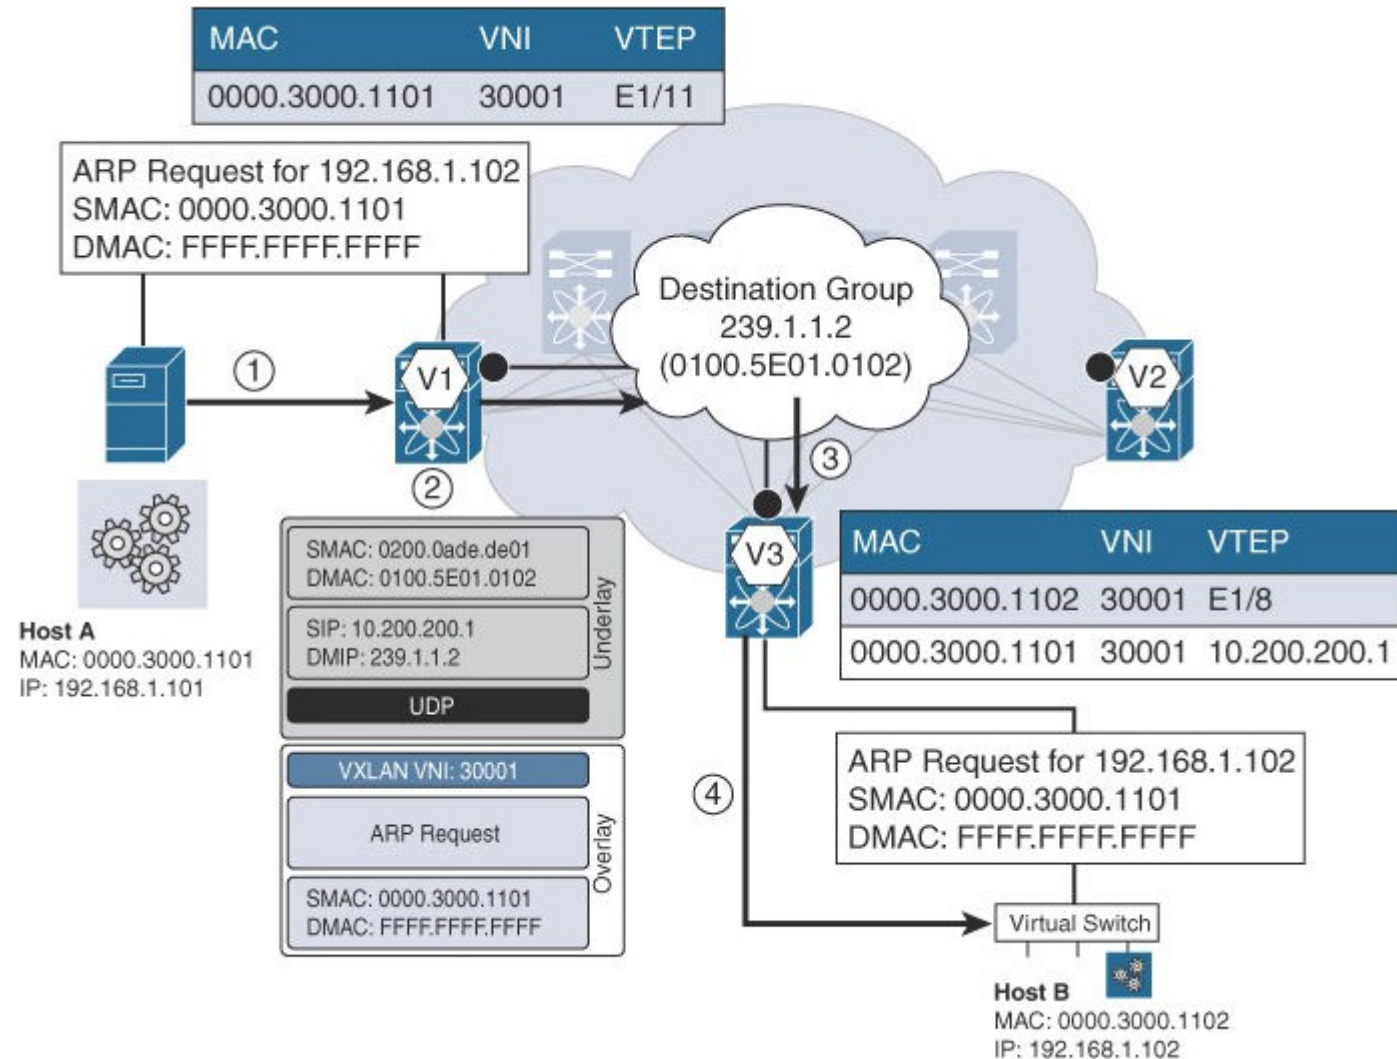 MAC VNI VTEP
0000.3000.1101 30001 E1/11
ARP Request for 192.168.1.102
SMAC: 0000.3000.1101
DMAC: FFFF.FFFF.FFFF
Destination Group
239.1.1.2
(0100.5E01.0102)
1
V1
V2
2
3
V3
SMAC: 0200.0ade.de01
DMAC: 0100.5E01.0102
SIP: 10.200.200.1
DMIP: 239.1.1.2
UDP
Underlay
VXLAN VNI: 30001
ARP Request
SMAC: 0000.3000.1101
DMAC: FFFF.FFFF.FFFF
Overlay
Host A
MAC: 0000.3000.1101
IP: 192.168.1.101
MAC VNI VTEP
0000.3000.1102 30001 E1/8
0000.3000.1101 30001 10.200.200.1
4
ARP Request for 192.168.1.102
SMAC: 0000.3000.1101
DMAC: FFFF.FFFF.FFFF
Virtual Switch
Host B
MAC: 0000.3000.1102
IP: 192.168.1.102